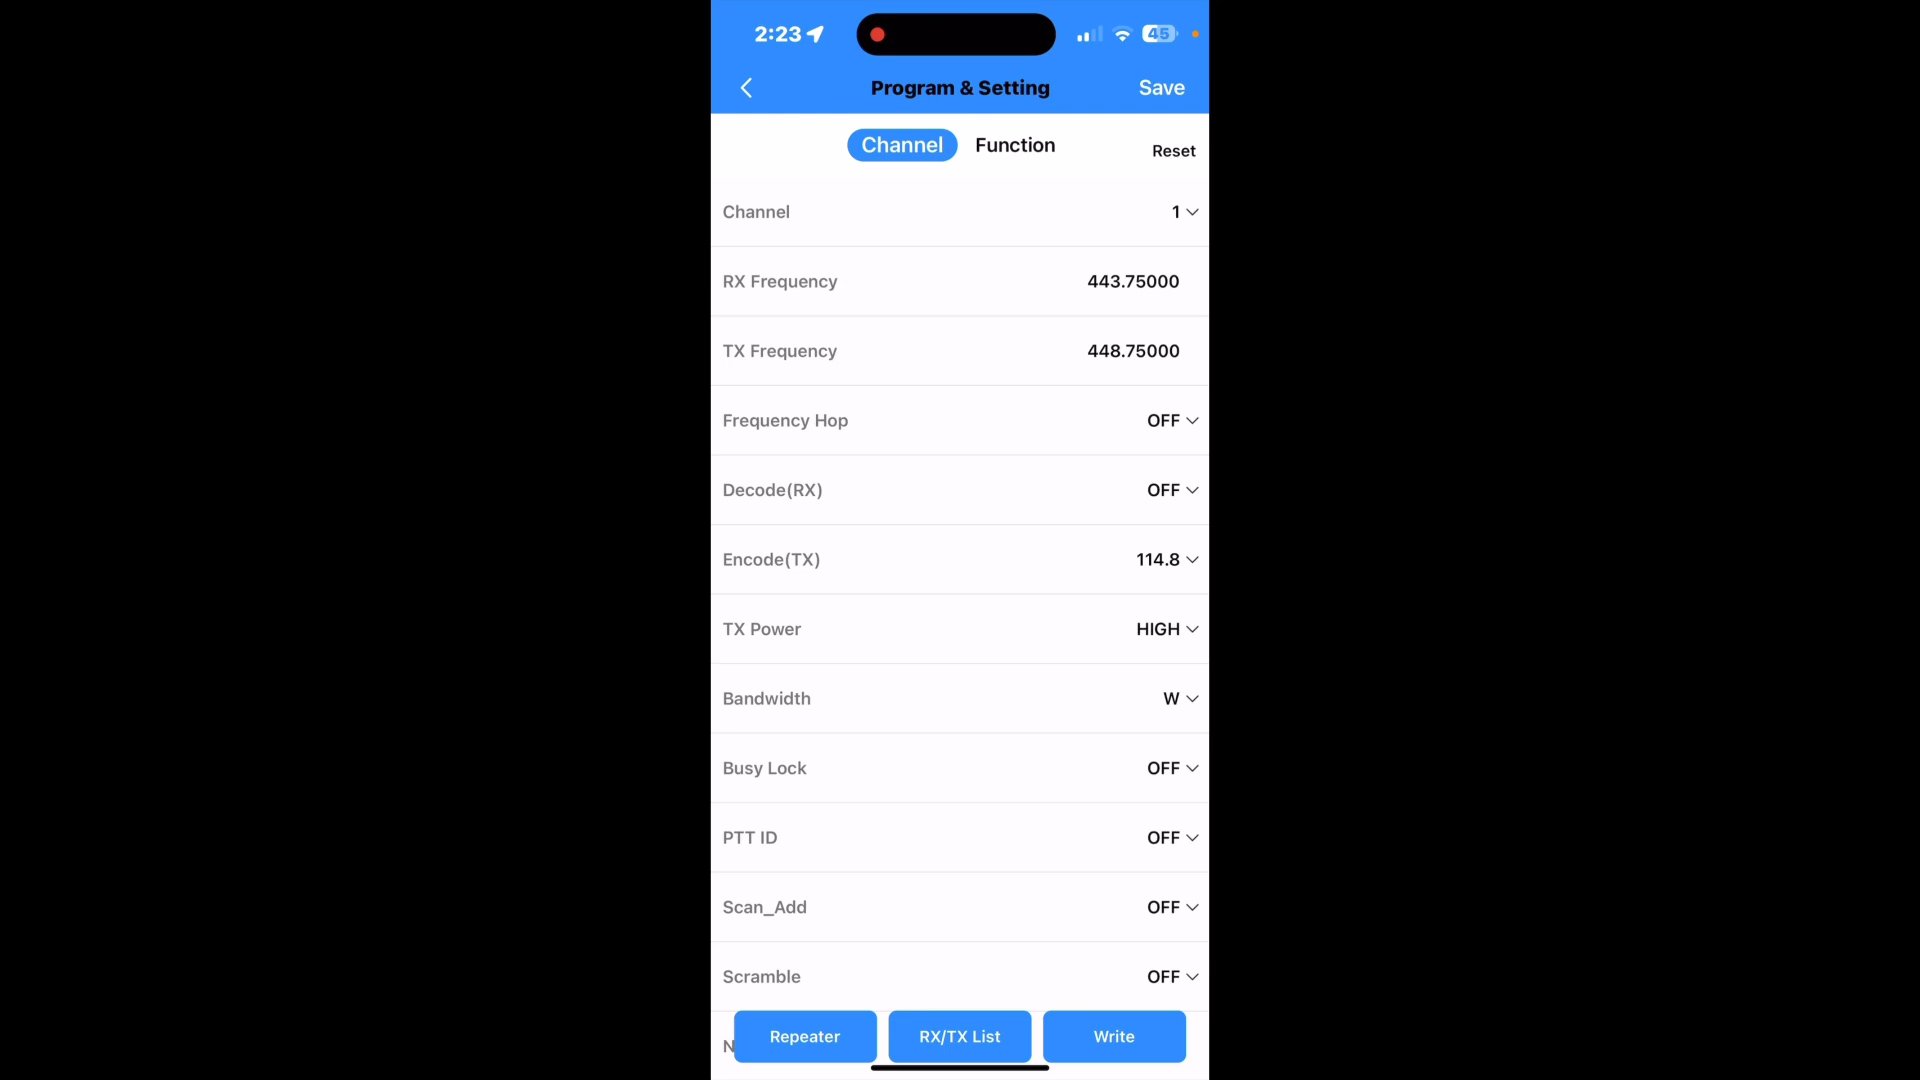 2:23
45
Program & Setting
Save
Channel
Function
Reset
Channel
1
RX Frequency
443.75000
TX Frequency
448.75000
Frequency Hop
OFF
Decode(RX)
OFF
Encode(TX)
114.8
TX Power
HIGH
Bandwidth
W
Busy Lock
OFF
PTT ID
OFF
Scan_Add
OFF
Scramble
OFF
N
Repeater
RX/TX List
Write